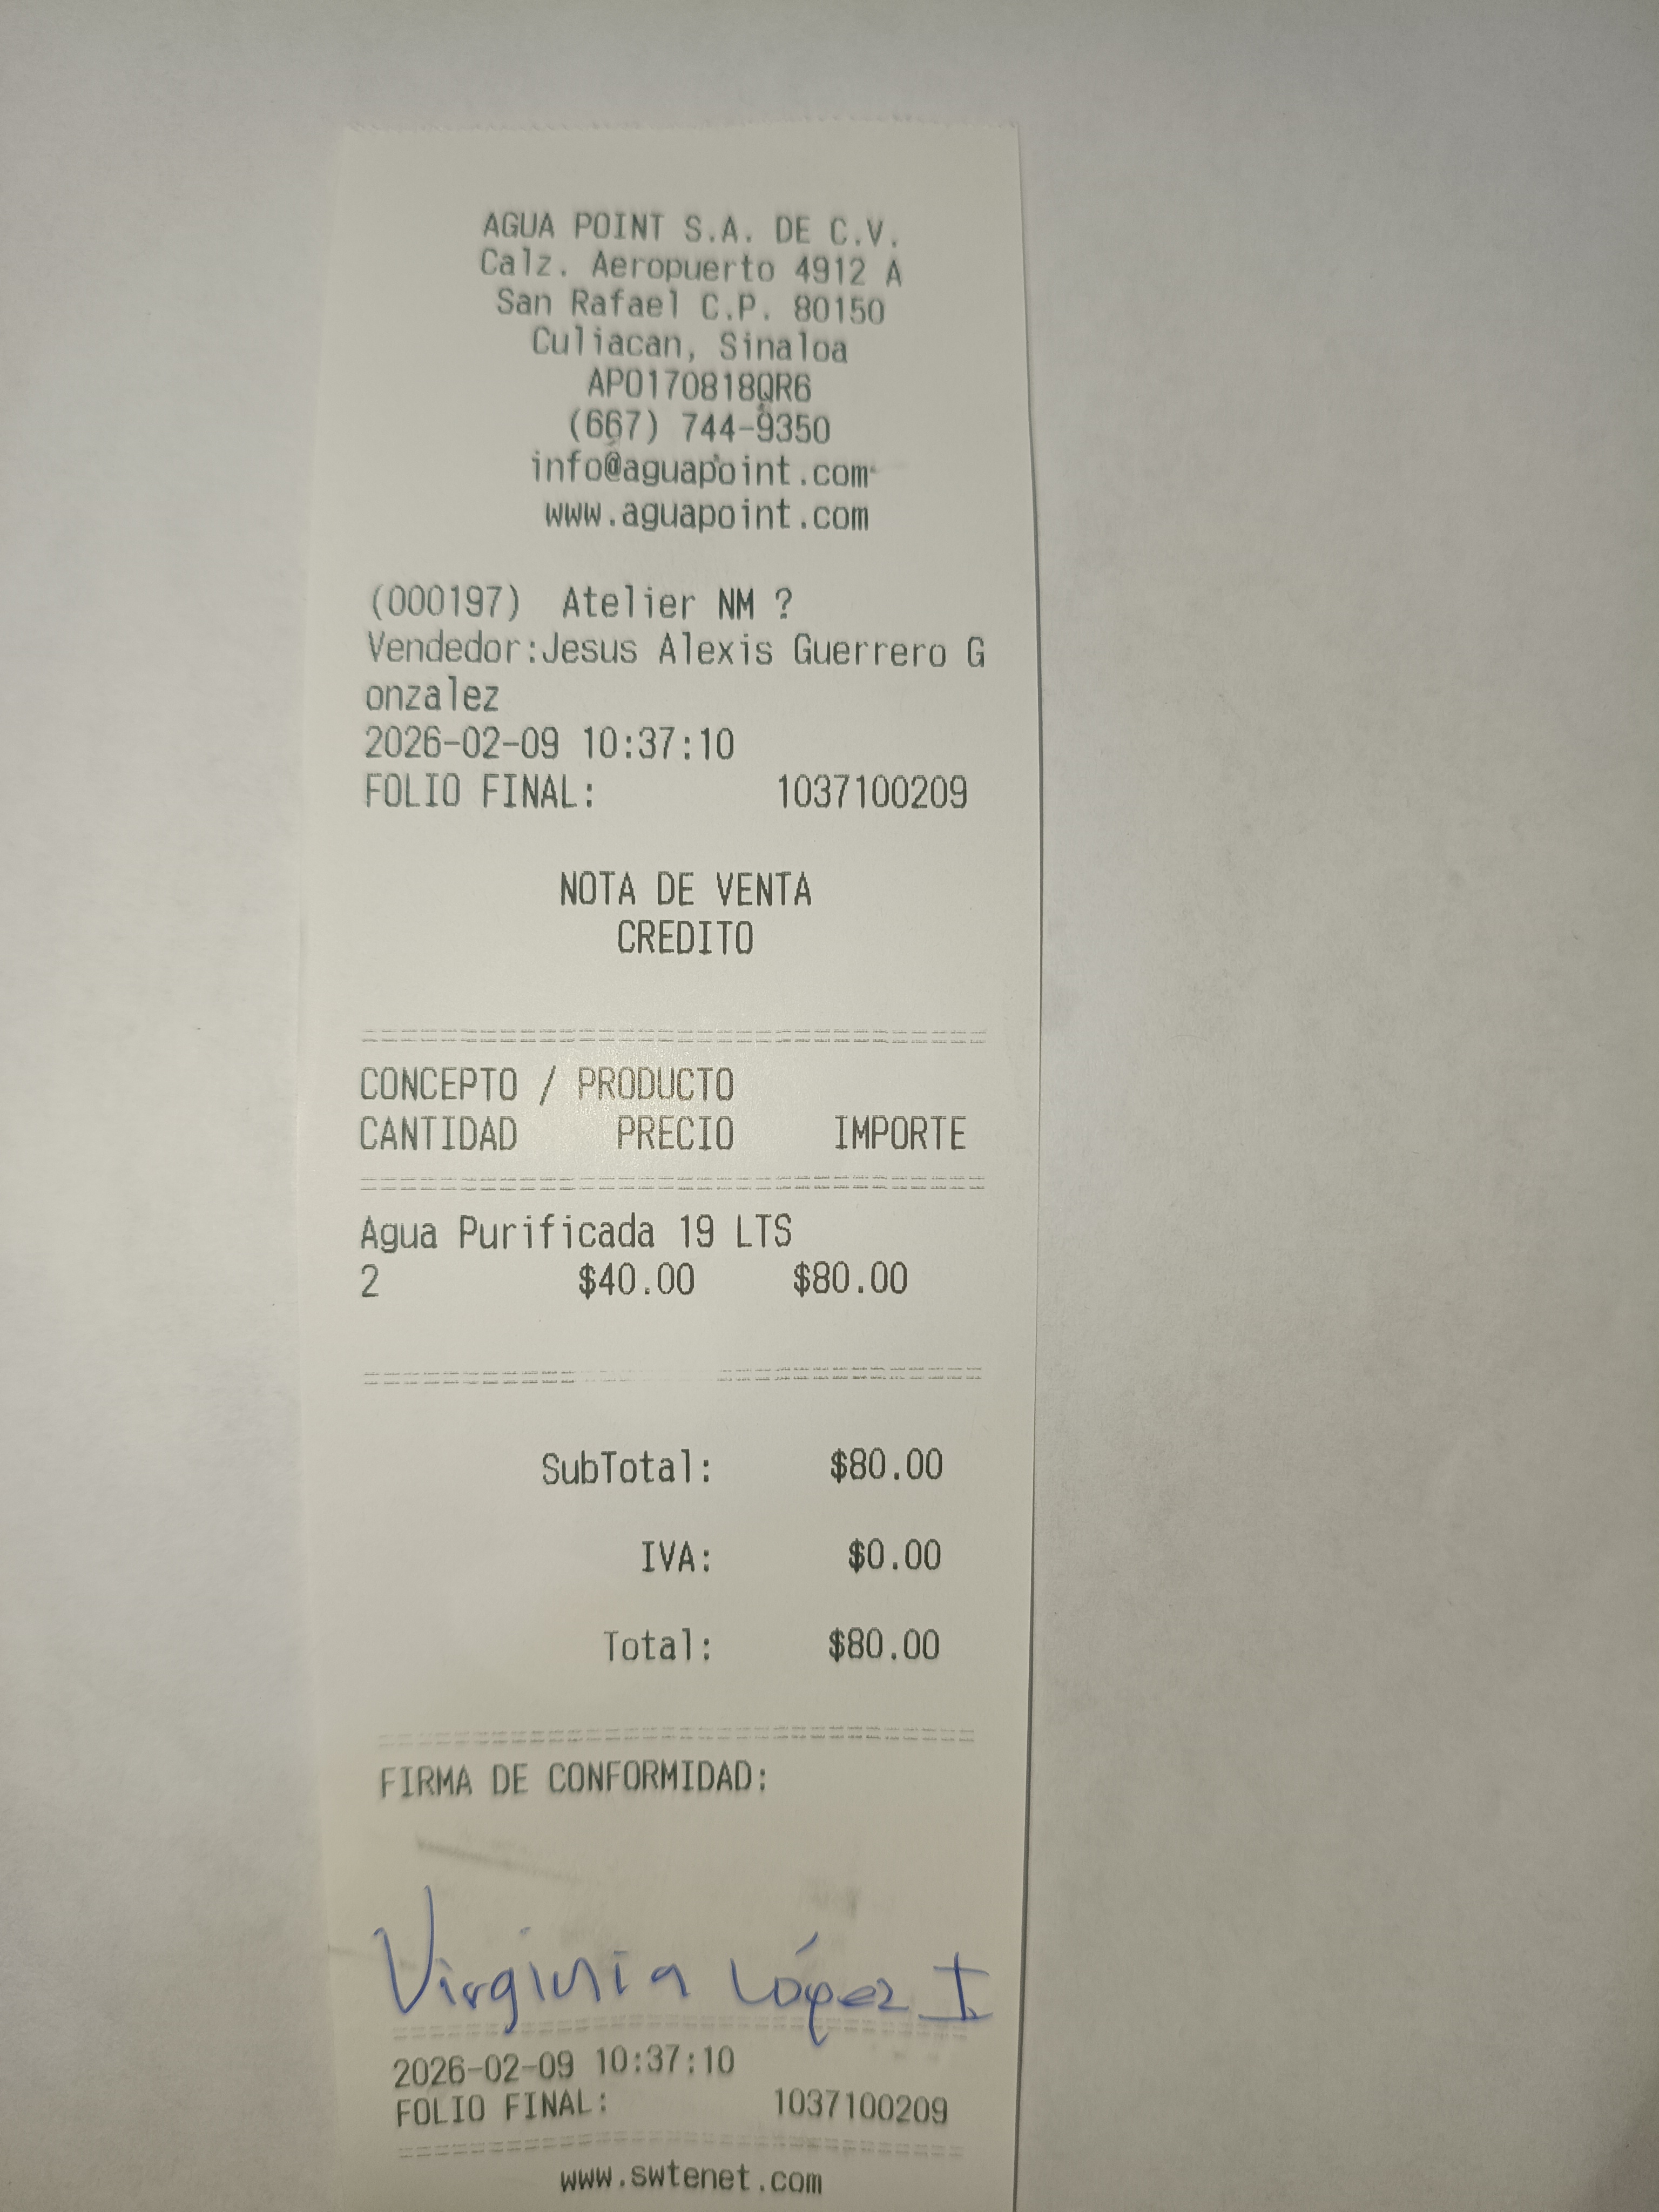 AGUA POINT S.A. DE C.V.
Calz. Aeropuerto 4912 A
San Rafael C.P. 80150
Culiacan, Sinaloa
APO170818QR6
(667) 744-9350
info@aguapoint.com
www.aguapoint.com
(000197) Atelier NM ?
Vendedor:Jesus Alexis Guerrero G
onzalez
2026-02-09 10:37:10
FOLIO FINAL: 1037100209
NOTA DE VENTA
CREDITO
CONCEPTO / PRODUCTO
CANTIDAD PRECIO IMPORTE
Agua Purificada 19 LTS
2 $40.00 $80.00
SubTotal: $80.00
IVA: $0.00
Total: $80.00
FIRMA DE CONFORMIDAD:
Virginia López I
2026-02-09 10:37:10
FOLIO FINAL: 1037100209
www.swtenet.com